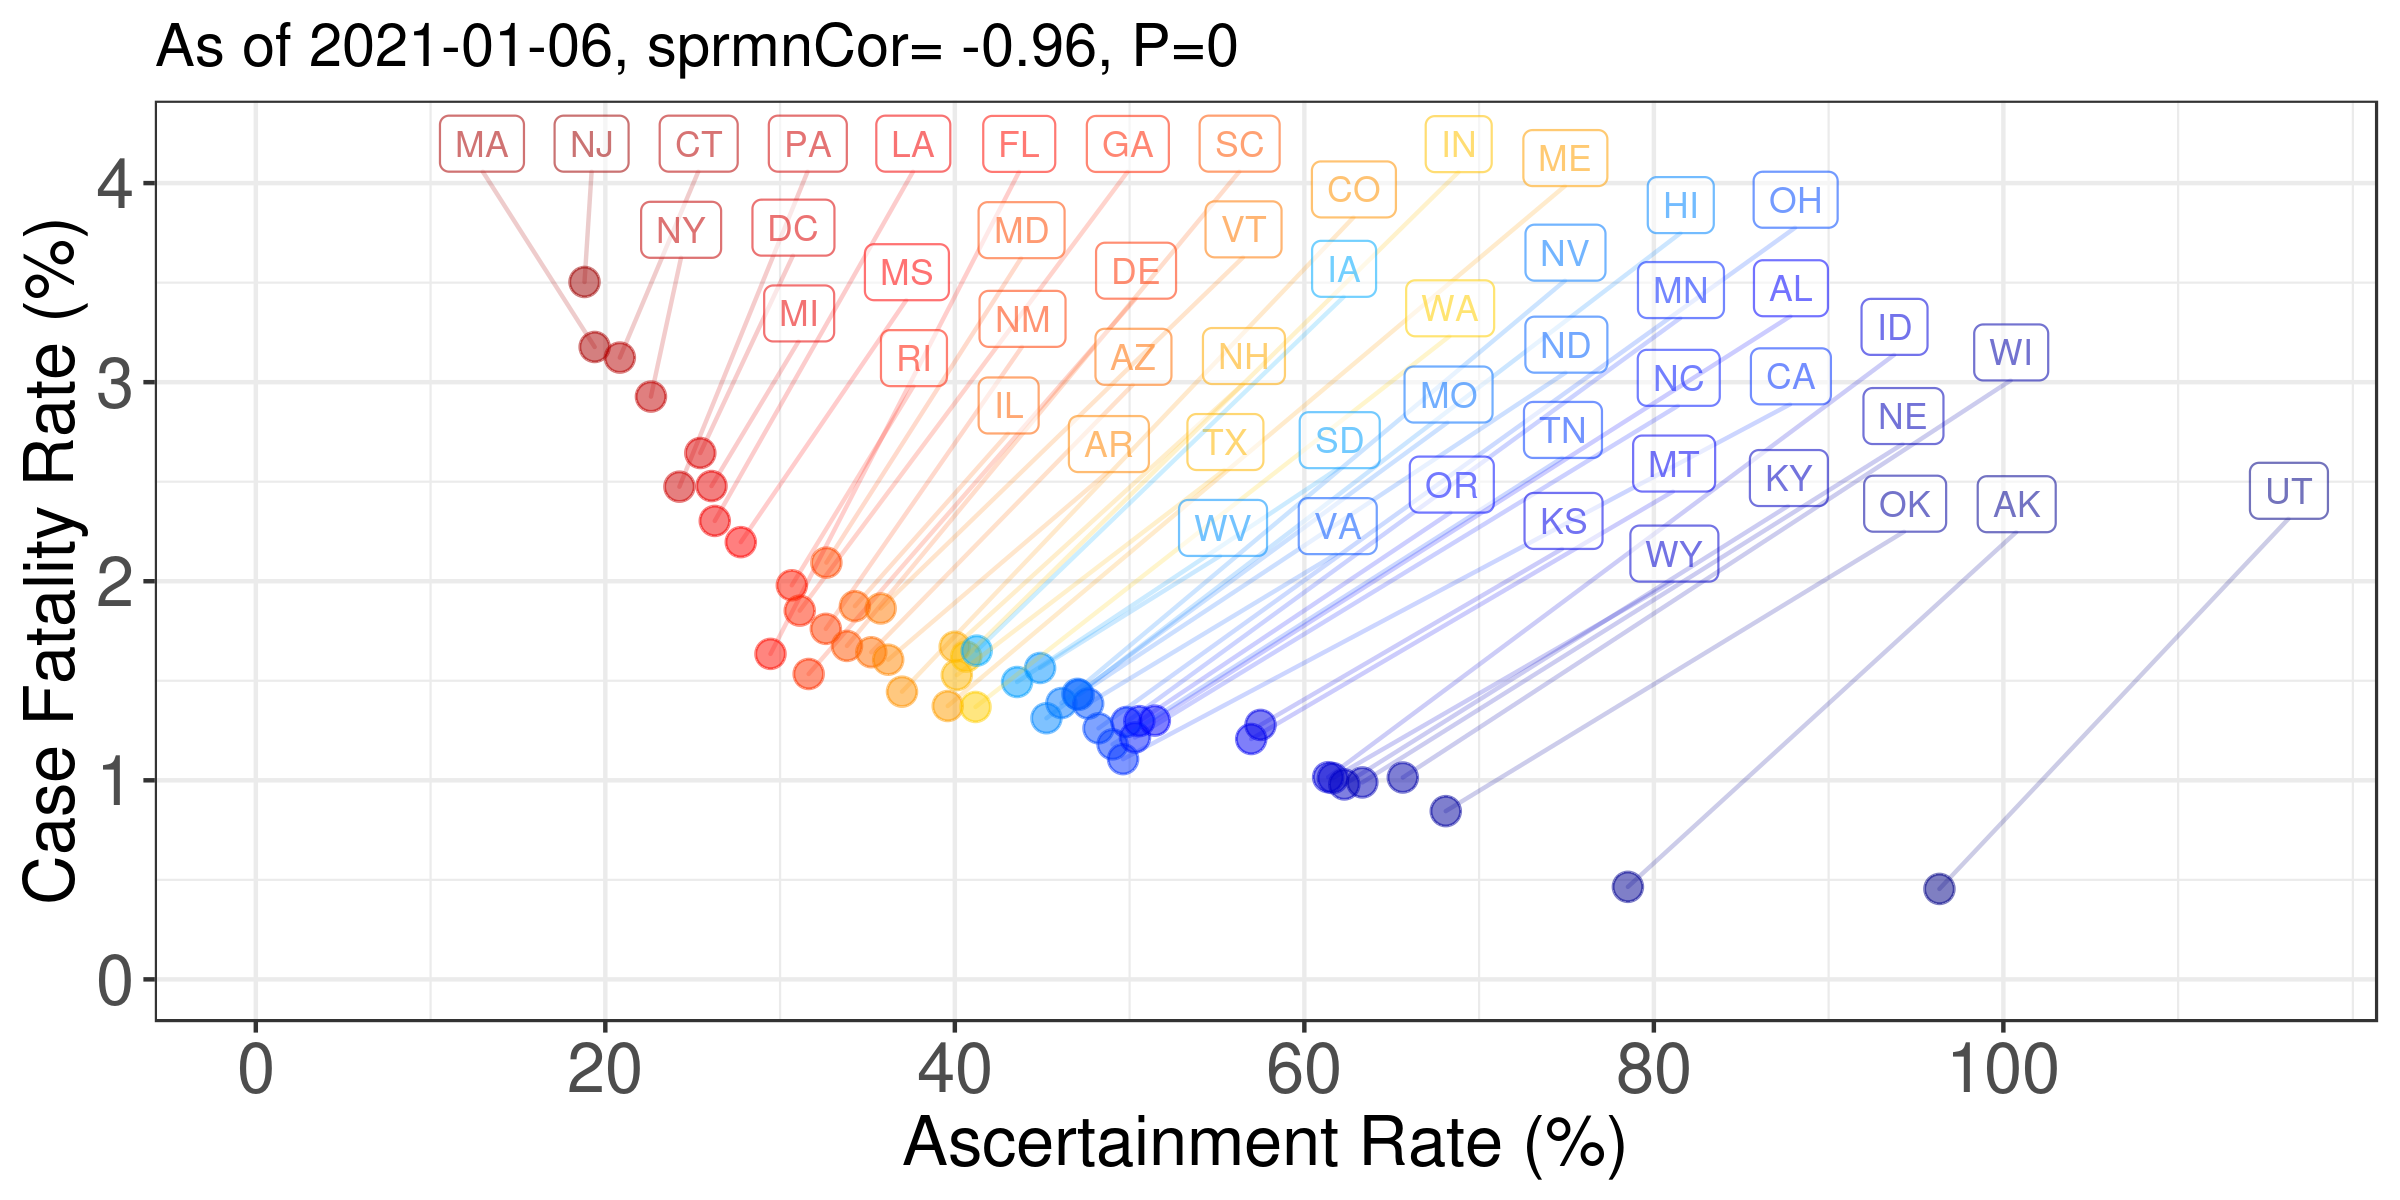 As of 2021-01-06, sprmnCor= -0.96, P=0
MA NJ CT PA LA FL GA SC IN ME
CO
HI OH
NY DC MD VT
NV
MS DE IA
MN AL
MI NM WA ID
RI AZ NH ND WI
NC CA
IL MO
NE
AR TX SD TN
MT KY
OR UT
WV VA KS OK AK
WY
4
3
2
1
0
Case Fatality Rate (%)
0 20 40 60 80 100
Ascertainment Rate (%)